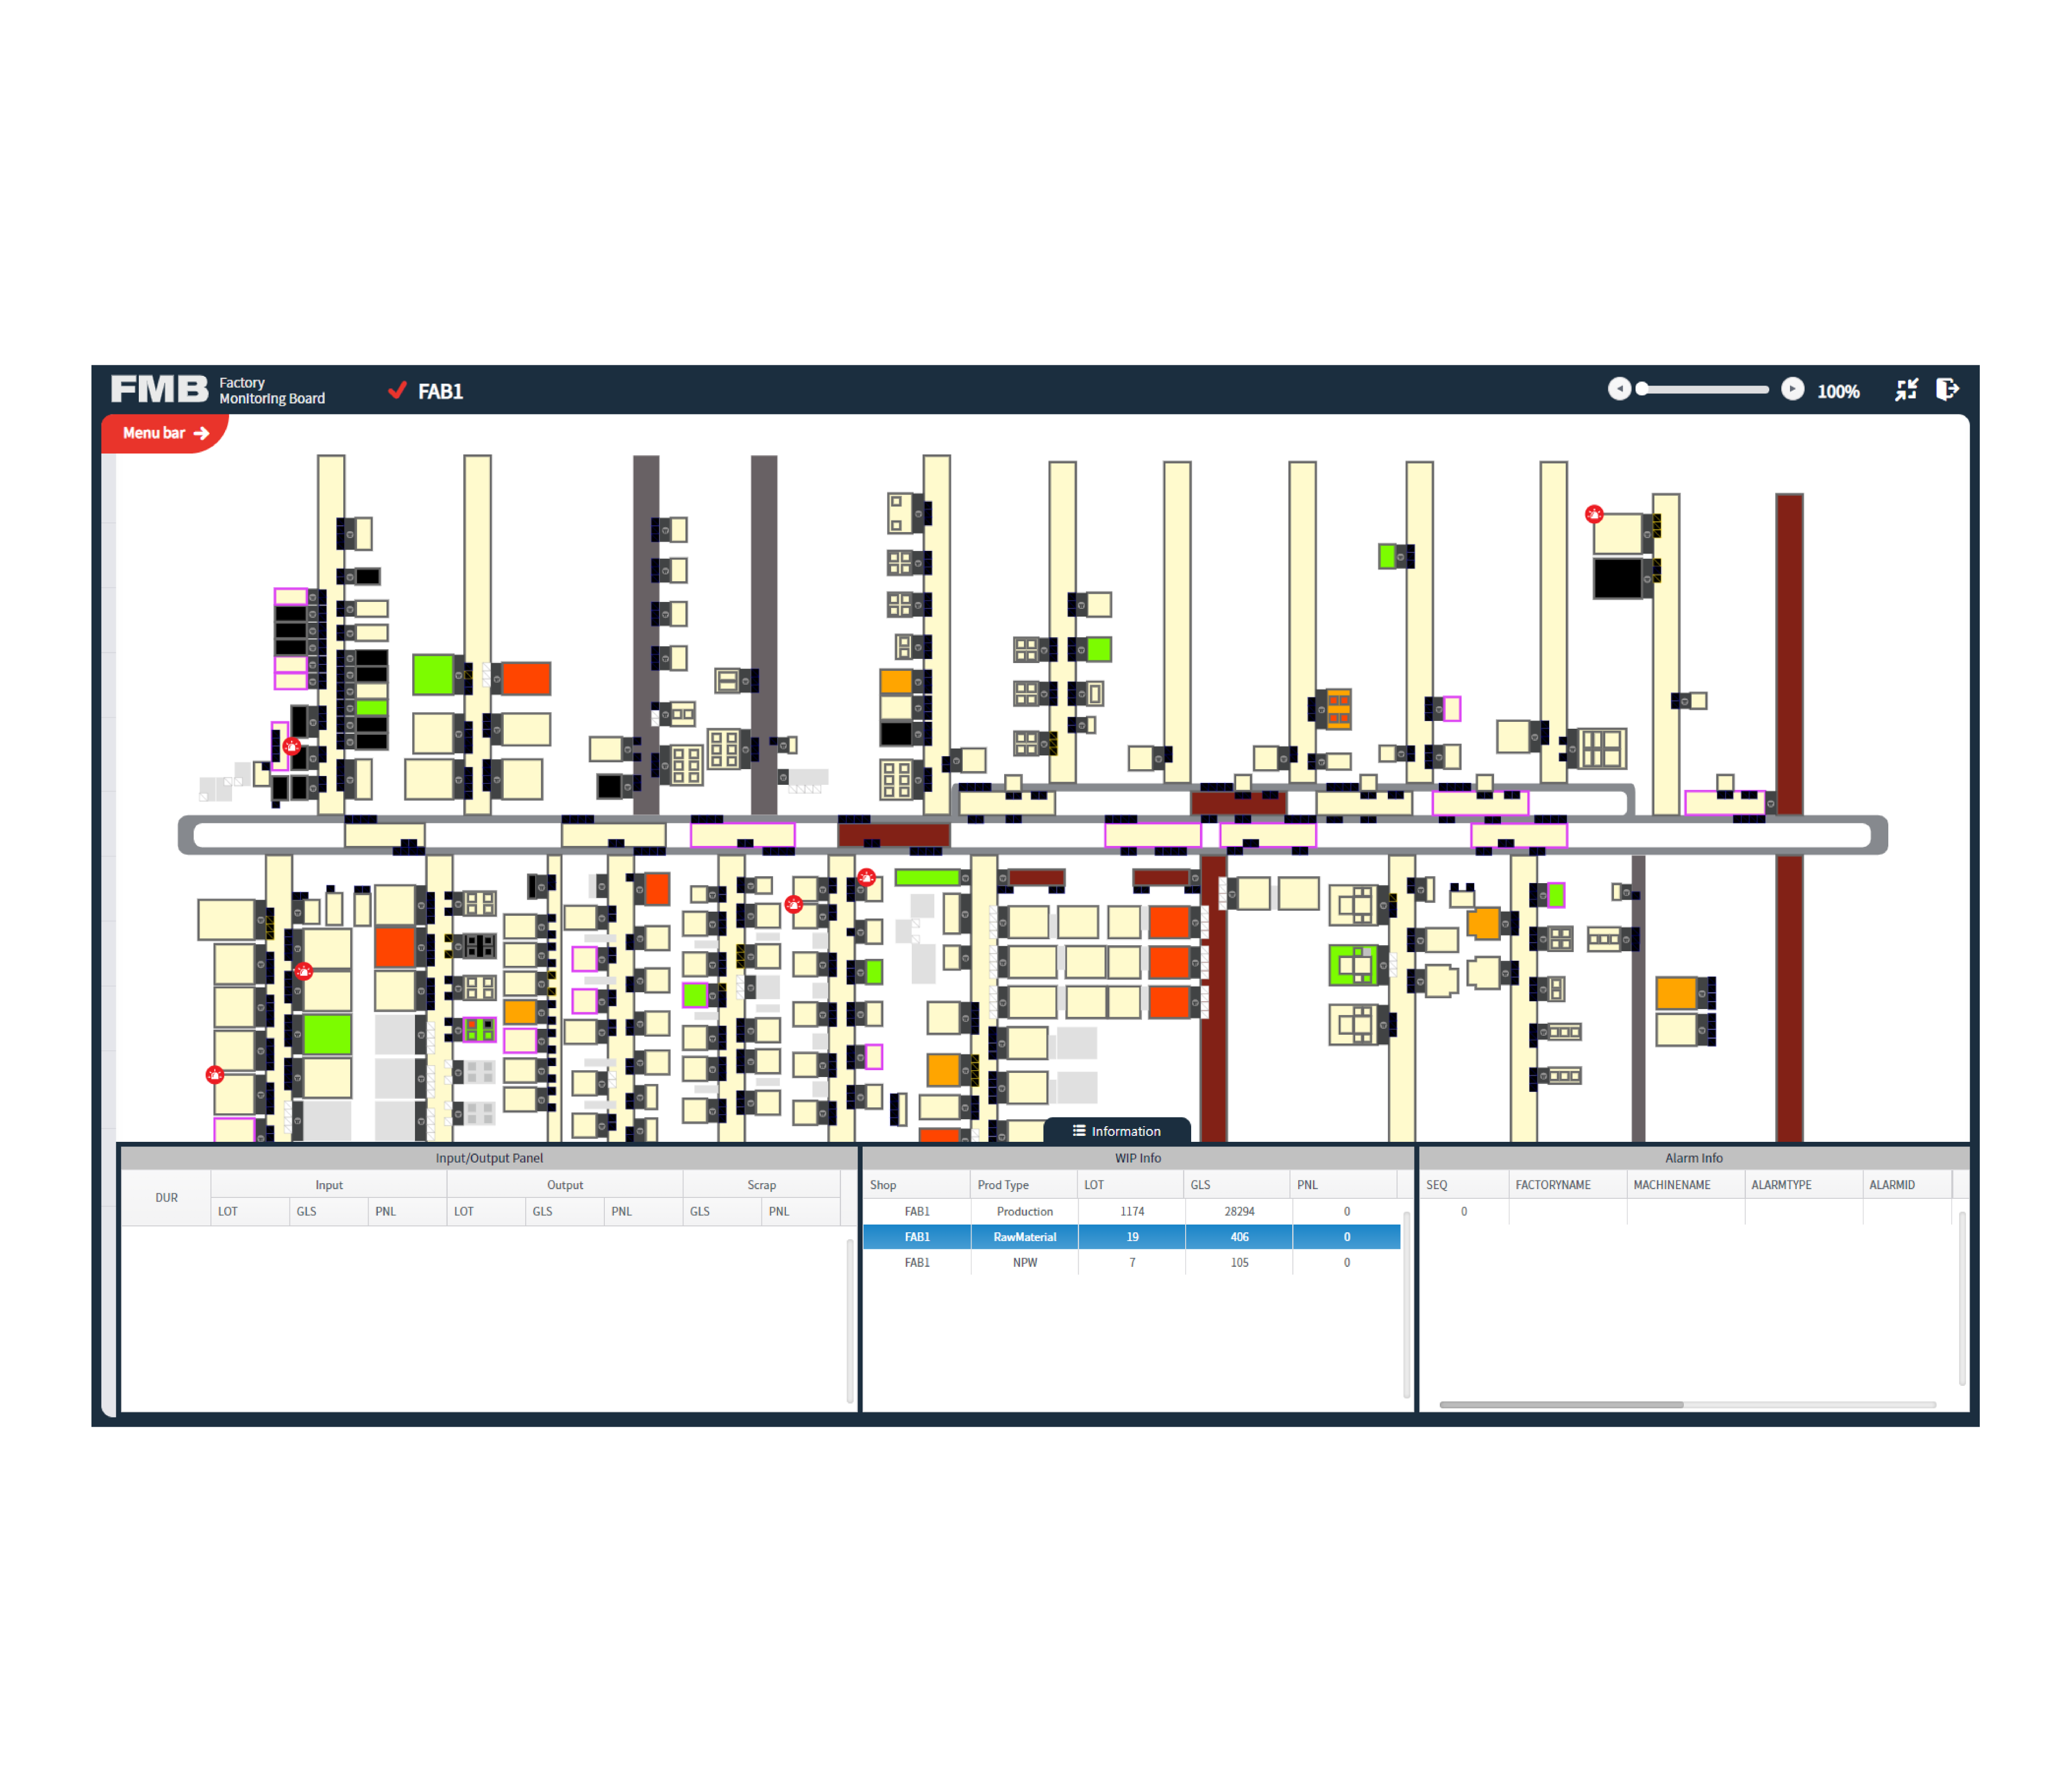 FMB Factory
Monitoring Board
FAB1
100%
Menu bar
Information
Input/Output Panel
DUR Input Output Scrap
LOT GLS PNL LOT GLS PNL GLS PNL
WIP Info
Shop Prod Type LOT GLS PNL
FAB1 Production 1174 28294 0
FAB1 RawMaterial 19 406 0
FAB1 NPW 7 105 0
Alarm Info
SEQ FACTORYNAME MACHINENAME ALARMTYPE ALARMID
0